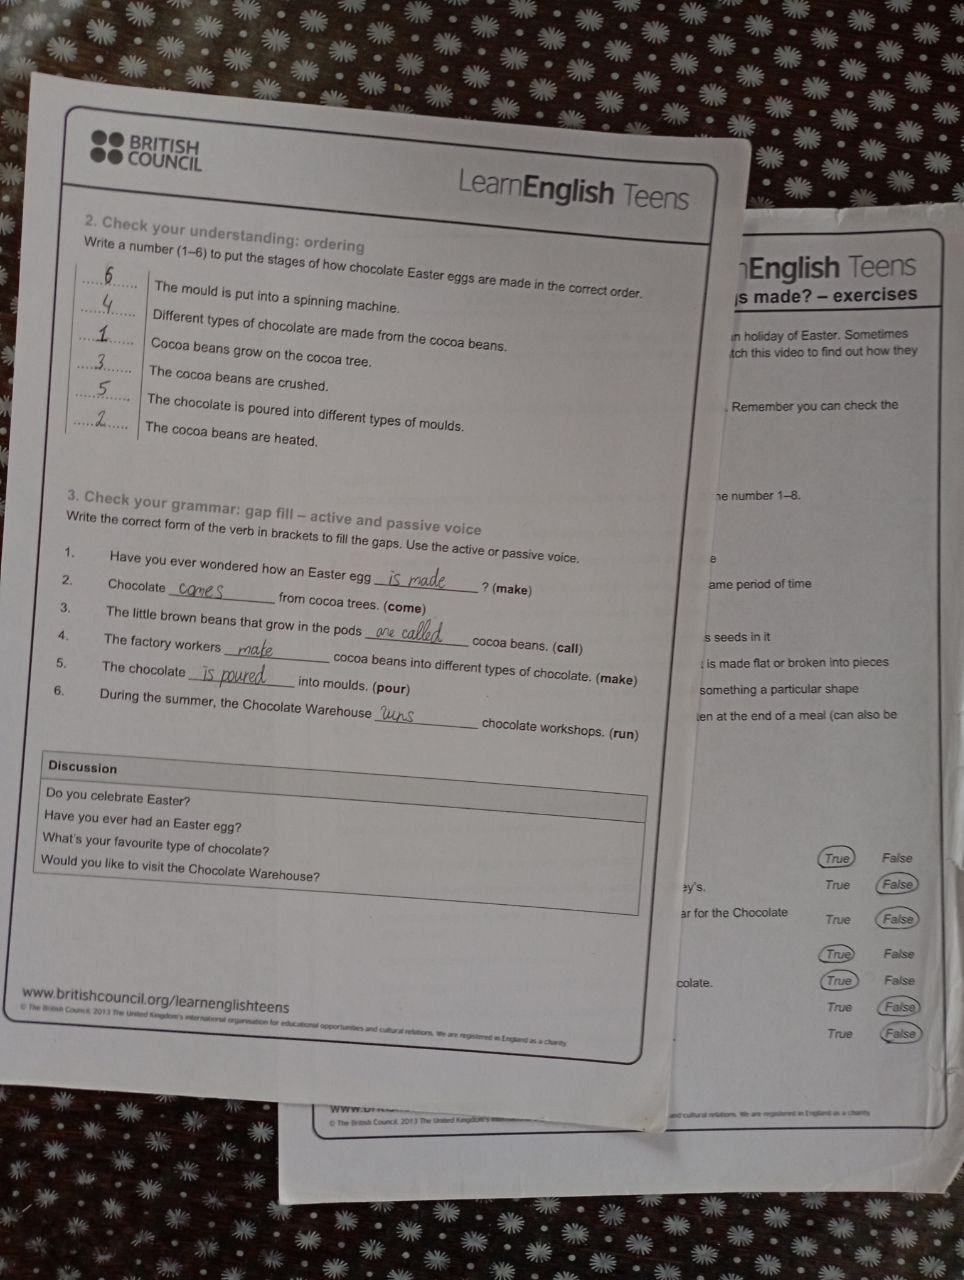 BRITISH
COUNCIL
LearnEnglish Teens
2. Check your understanding: ordering
Write a number (1–6) to put the stages of how chocolate Easter eggs are made in the correct order.
6 The mould is put into a spinning machine.
4 Different types of chocolate are made from the cocoa beans.
1 Cocoa beans grow on the cocoa tree.
3 The cocoa beans are crushed.
5 The chocolate is poured into different types of moulds.
2 The cocoa beans are heated.
3. Check your grammar: gap fill – active and passive voice
Write the correct form of the verb in brackets to fill the gaps. Use the active or passive voice.
1. Have you ever wondered how an Easter egg is made ? (make)
2. Chocolate comes from cocoa trees. (come)
3. The little brown beans that grow in the pods are called cocoa beans. (call)
4. The factory workers make cocoa beans into different types of chocolate. (make)
5. The chocolate is poured into moulds. (pour)
6. During the summer, the Chocolate Warehouse runs chocolate workshops. (run)
Discussion
Do you celebrate Easter?
Have you ever had an Easter egg?
What's your favourite type of chocolate?
Would you like to visit the Chocolate Warehouse?
www.britishcouncil.org/learnenglishteens
© The British Council, 2013 The United Kingdom's international organisation for educational opportunities and cultural relations. We are registered in England as a charity
English Teens
s made? – exercises
holiday of Easter. Sometimes
this video to find out how they
. Remember you can check the
number 1–8.
e
ame period of time
s seeds in it
is made flat or broken into pieces
something a particular shape
at the end of a meal (can also be
True False
ey's. True False
for the Chocolate
True False
True False
colate. True False
True False
True False
© The British Council, 2013 The United Kingdom's
and cultural relations. We are registered in England as a charity